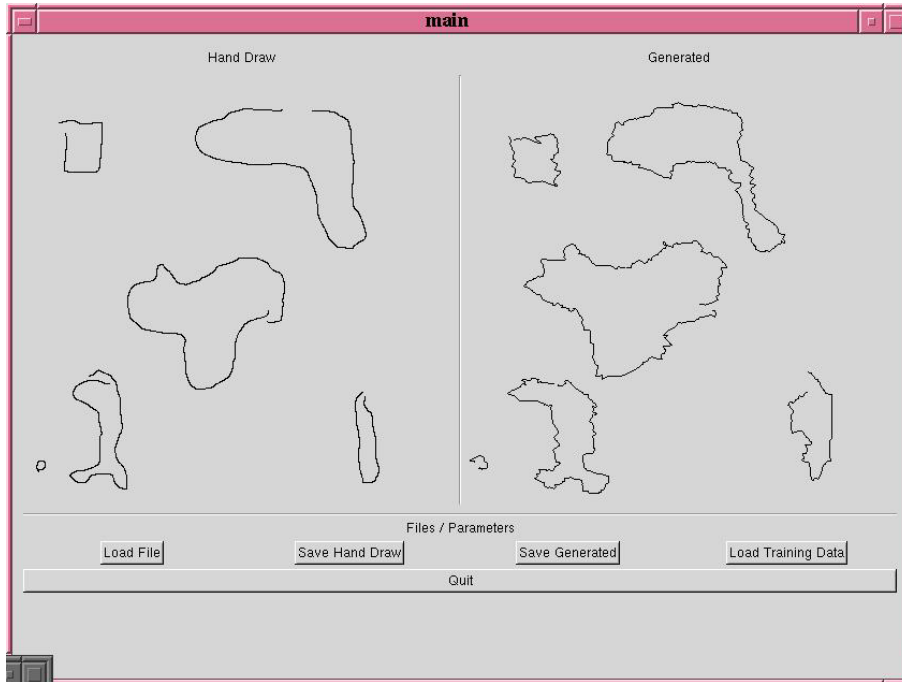 main
Hand Draw
Generated
Files / Parameters
Load File
Save Hand Draw
Save Generated
Load Training Data
Quit